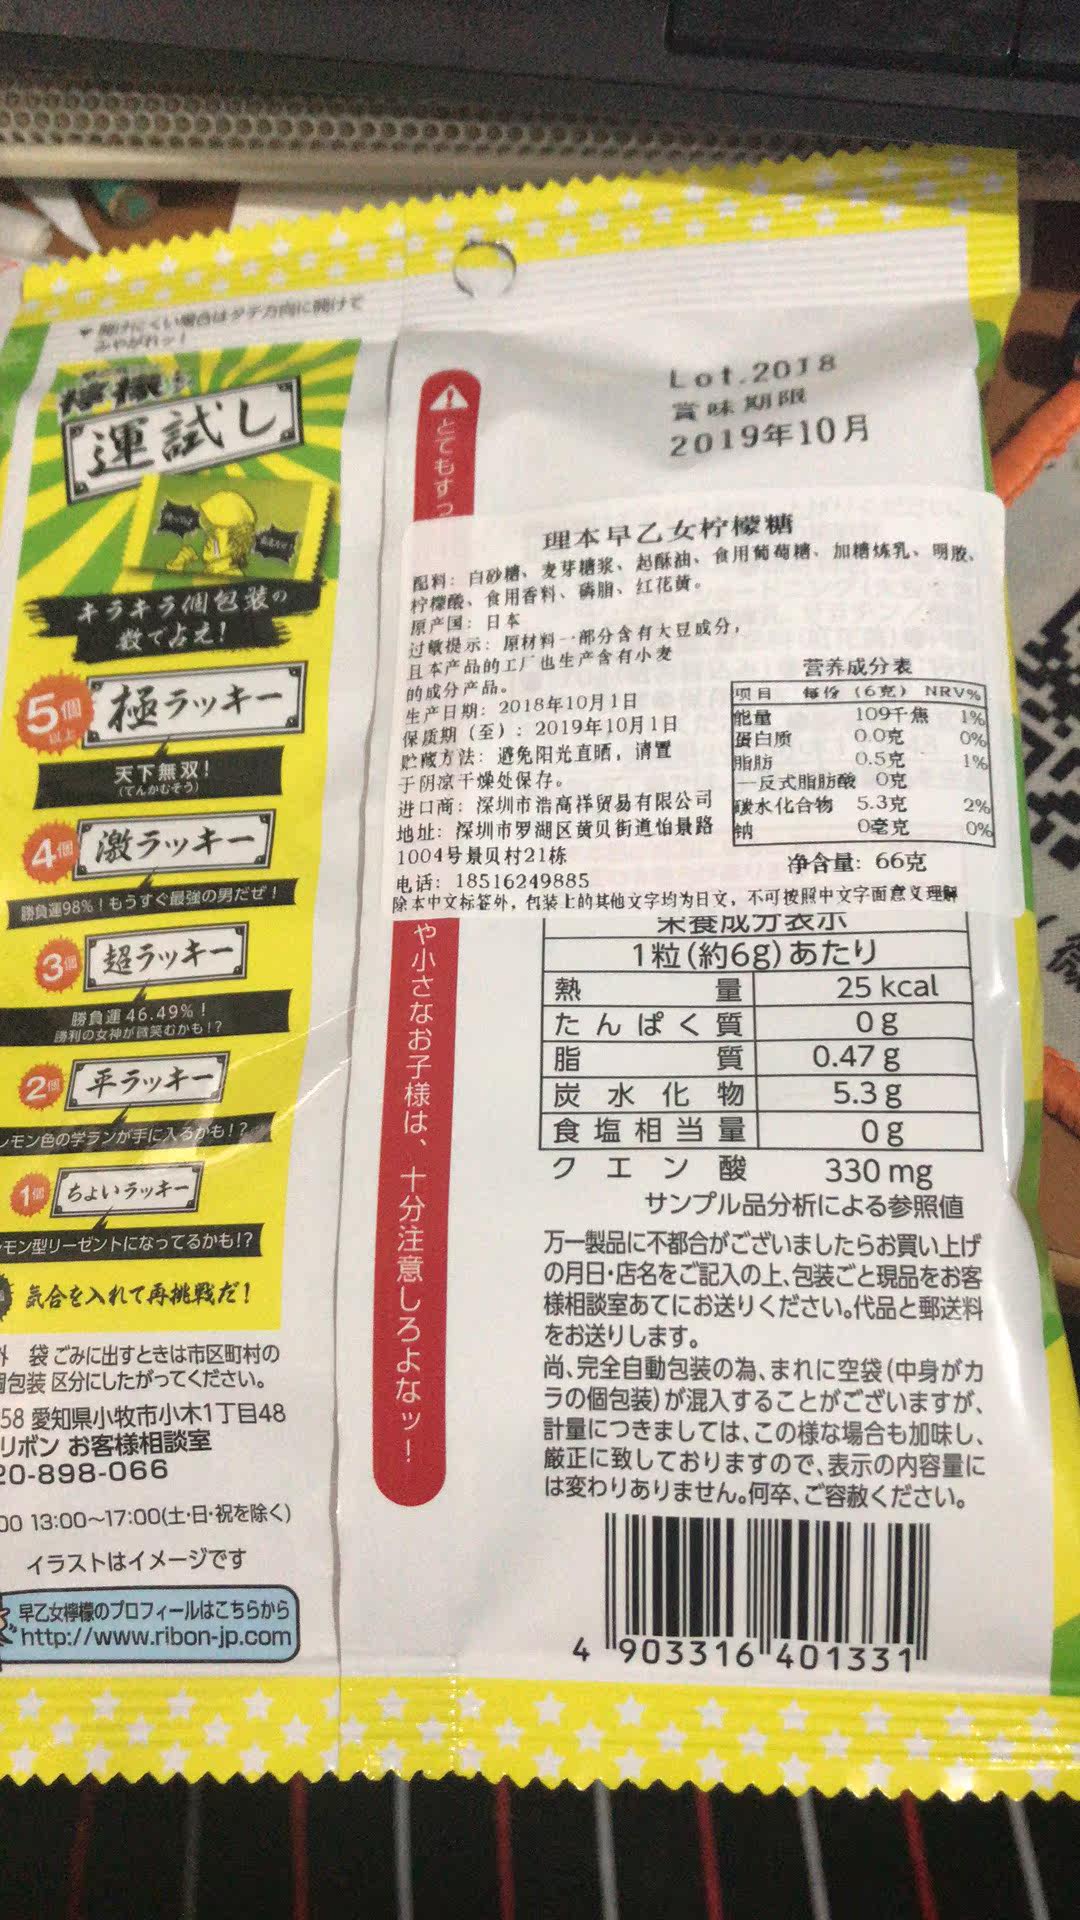 ▼ 開けにくい場合はタテ方向に開けて
みやがれッ!
檸檬
運試し
キラキラ個包装の
数で占え!
5個以上
極ラッキー
天下無双!
(てんかむそう)
4個
激ラッキー
勝負運98%!もうすぐ最強の男だぜ!
3個
超ラッキー
勝負運46.49%!
勝利の女神が微笑むかも!?
2個
平ラッキー
レモン色の学ランが手に入るかも!?
1個
ちょいラッキー
モン型リーゼントになってるかも!?
気合を入れて再挑戦だ!
外 袋 ごみに出すときは市区町村の
包装 区分にしたがってください。
58 愛知県小牧市小木1丁目48
リボン お客様相談室
20-898-066
00 13:00〜17:00(土・日・祝を除く)
イラストはイメージです
早乙女檸檬のプロフィールはこちらから
http://www.ribon-jp.com
とてもすっ
や小さなお子様は、十分注意しろよなッ!
Lot.2018
賞味期限
2019年10月
理本早乙女柠檬糖
配料: 白砂糖、麦芽糖浆、起酥油、食用葡萄糖、加糖炼乳、明胶、
柠檬酸、食用香料、磷脂、红花黄。
原产国: 日本
过敏提示: 原材料一部分含有大豆成分,
且本产品的工厂也生产含有小麦
的成分产品。
生产日期: 2018年10月1日
保质期(至): 2019年10月1日
贮藏方法: 避免阳光直晒, 请置
于阴凉干燥处保存。
进口商: 深圳市浩高祥贸易有限公司
地址: 深圳市罗湖区黄贝街道怡景路
1004号景贝村21栋
电话: 18516249885
除本中文标签外, 包装上的其他文字均为日文, 不可按照中文字面意义理解
营养成分表
项目 每份(6克) NRV%
能量 109千焦 1%
蛋白质 0.0克 0%
脂肪 0.5克 1%
—反式脂肪酸 0克
碳水化合物 5.3克 2%
钠 0毫克 0%
净含量: 66克
栄養成分表示
1粒(約6g)あたり
熱量 25 kcal
たんぱく質 0g
脂質 0.47g
炭水化物 5.3g
食塩相当量 0g
クエン酸 330mg
サンプル品分析による参照値
万一製品に不都合がございましたらお買い上げ
の月日・店名をご記入の上、包装ごと現品をお客
様相談室あてにお送りください。代品と郵送料
をお送りします。
尚、完全自動包装の為、まれに空袋(中身がカ
ラの個包装)が混入することがございますが、
計量につきましては、この様な場合も加味し、
厳正に致しておりますので、表示の内容量に
は変わりありません。何卒、ご容赦ください。
4 903316 401331